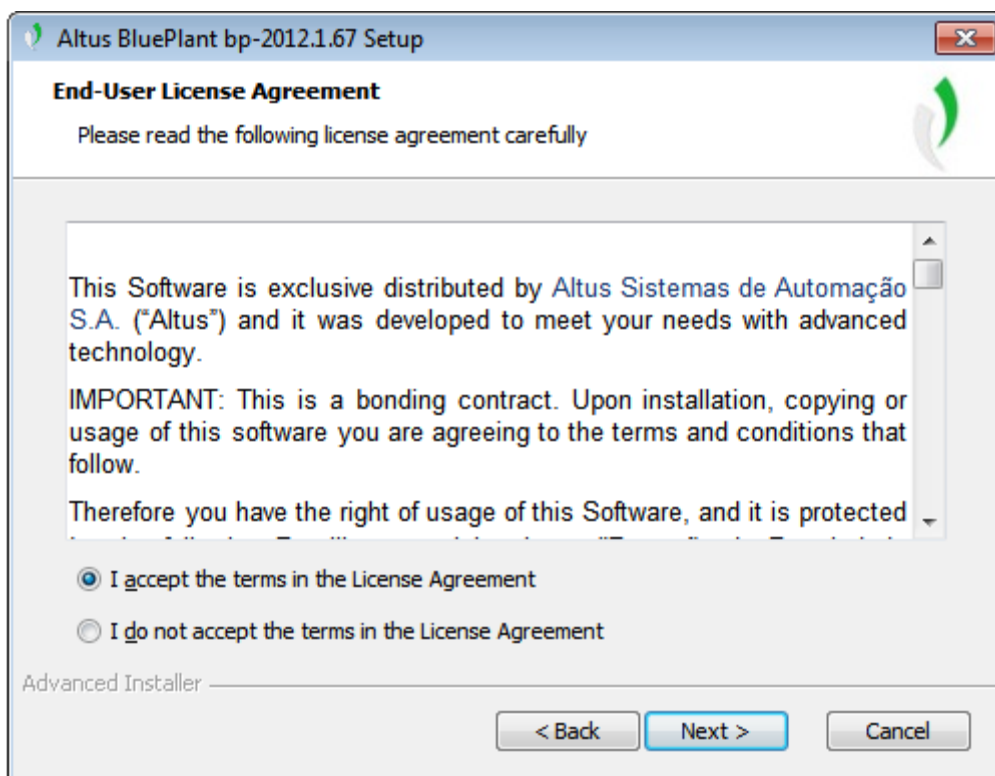 Altus BluePlant bp-2012.1.67 Setup
End-User License Agreement
Please read the following license agreement carefully
This Software is exclusive distributed by Altus Sistemas de Automação
S.A. (“Altus”) and it was developed to meet your needs with advanced
technology.
IMPORTANT: This is a bonding contract. Upon installation, copying or
usage of this software you are agreeing to the terms and conditions that
follow.
Therefore you have the right of usage of this Software, and it is protected
I accept the terms in the License Agreement
I do not accept the terms in the License Agreement
Advanced Installer
< Back
Next >
Cancel